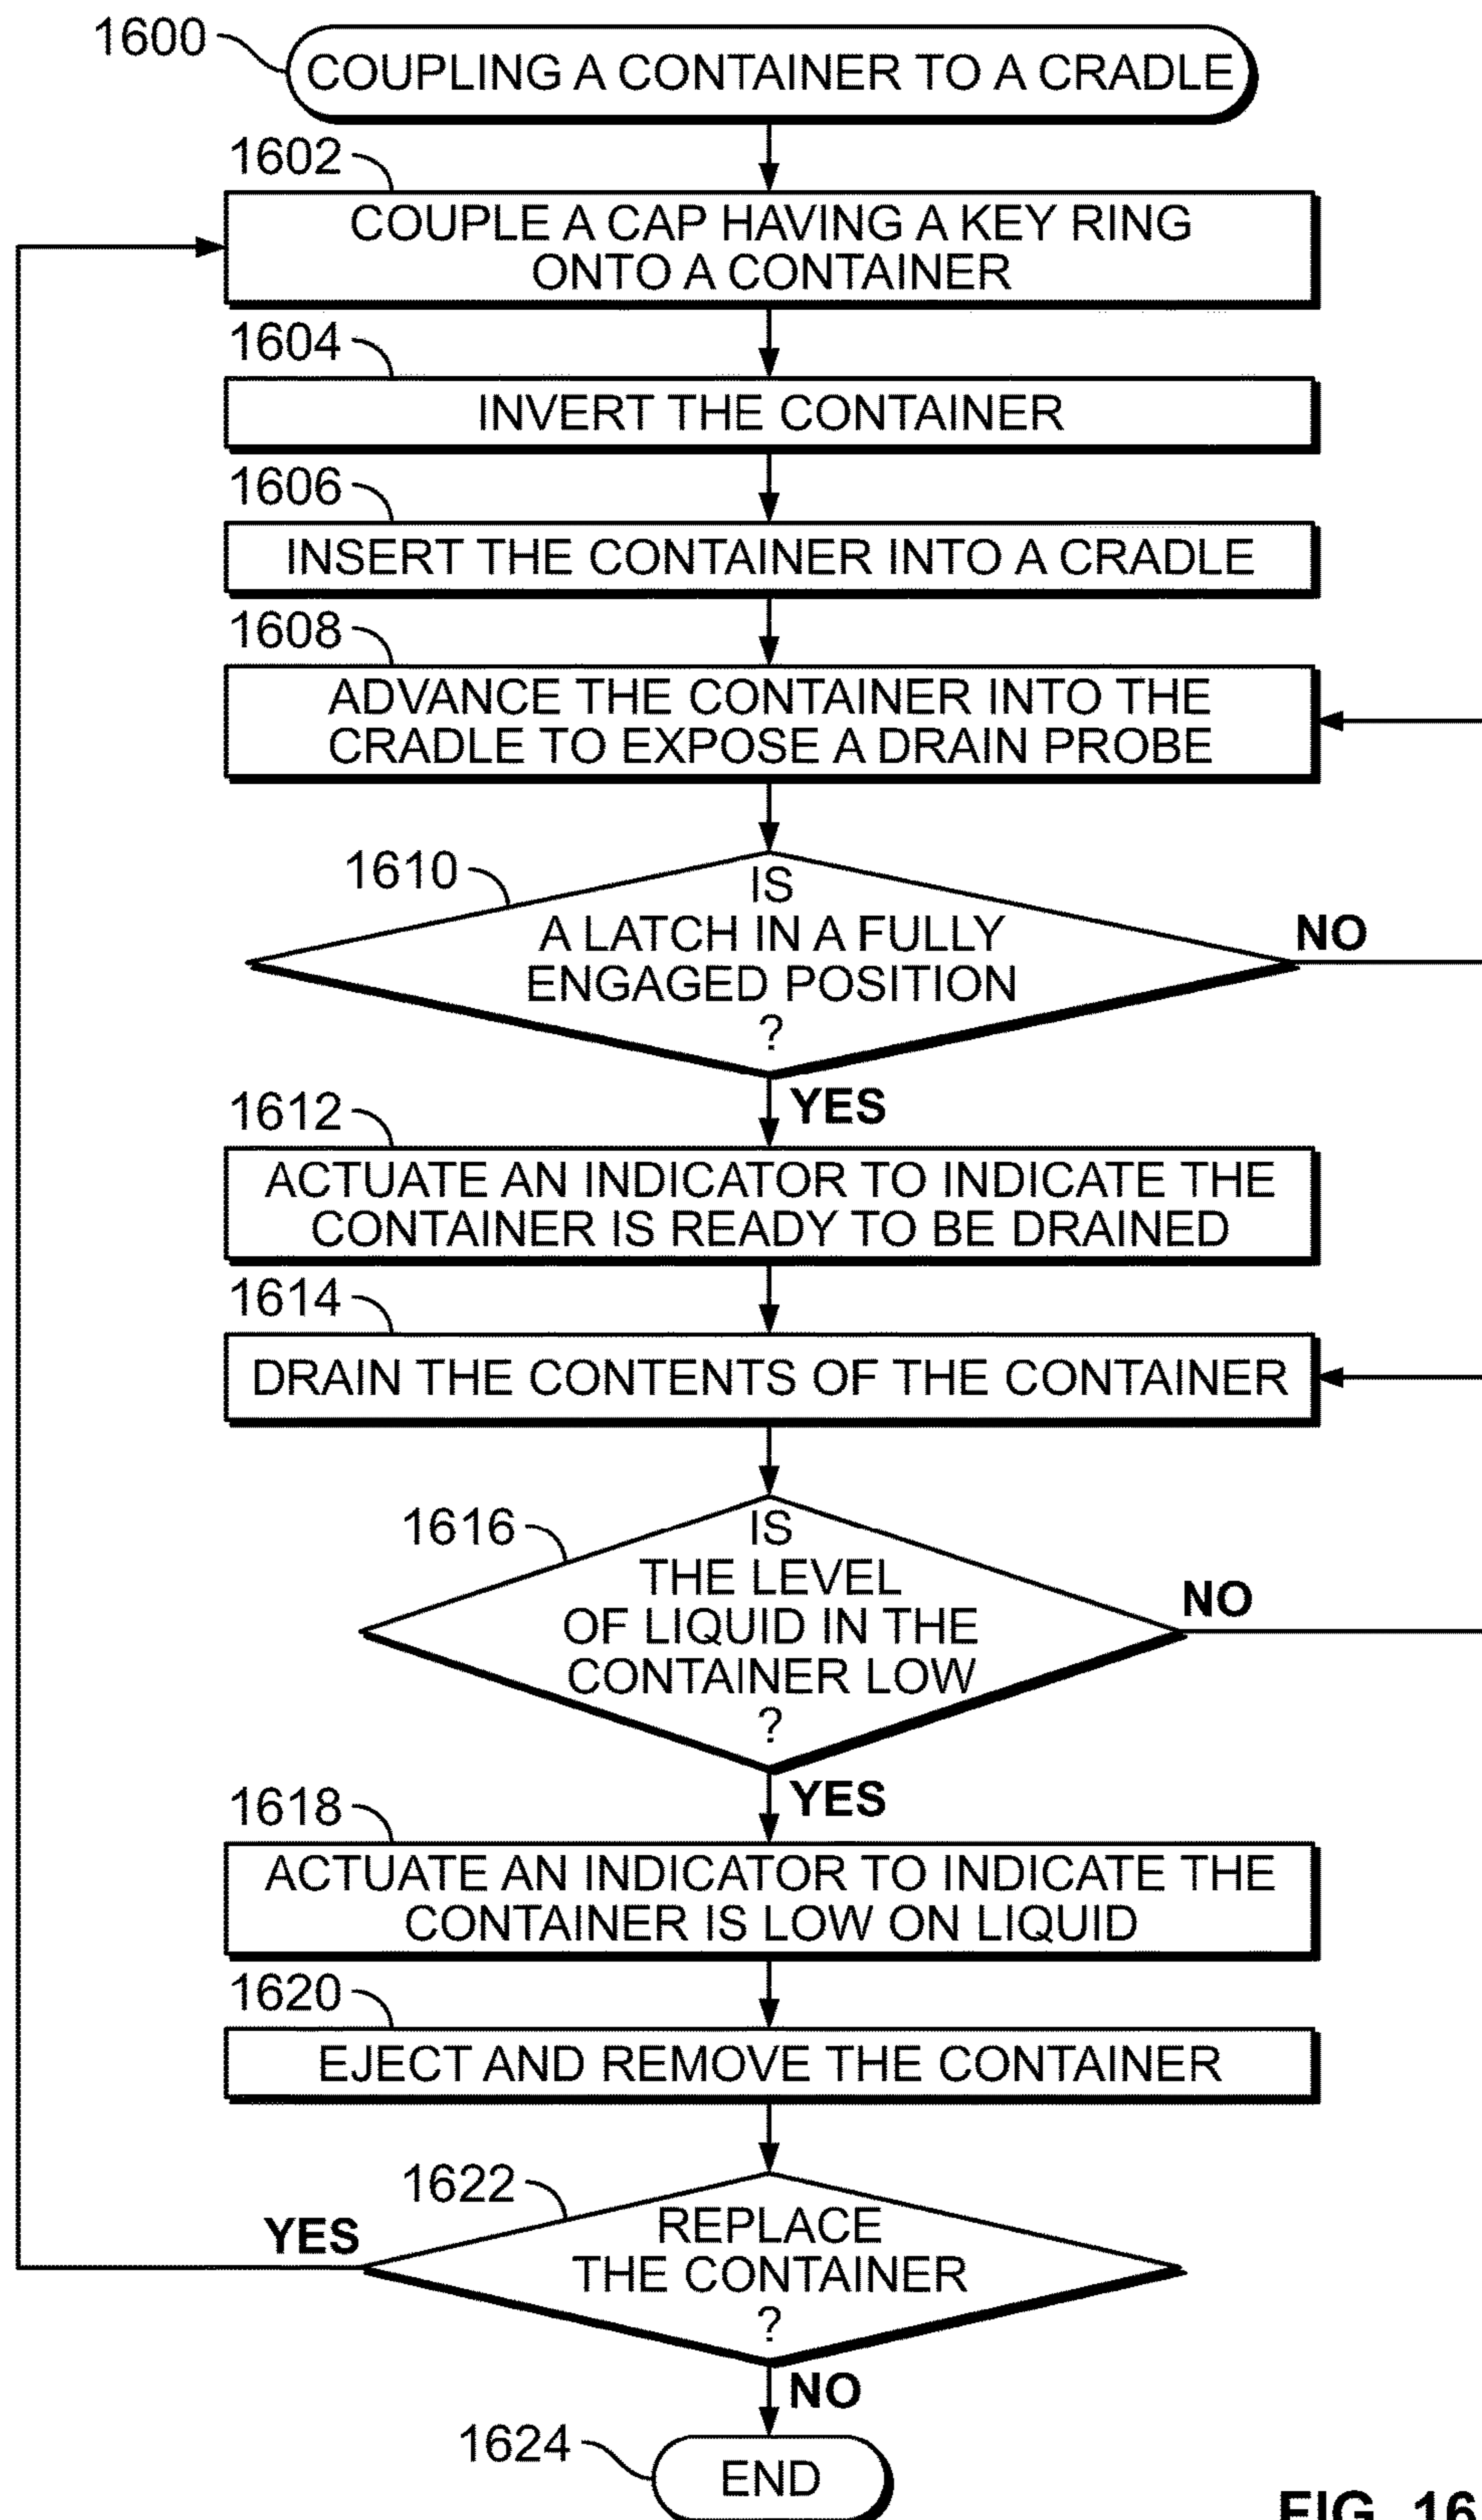 1600
COUPLING A CONTAINER TO A CRADLE
1602
COUPLE A CAP HAVING A KEY RING
ONTO A CONTAINER
1604
INVERT THE CONTAINER
1606
INSERT THE CONTAINER INTO A CRADLE
1608
ADVANCE THE CONTAINER INTO THE
CRADLE TO EXPOSE A DRAIN PROBE
1610
IS
A LATCH IN A FULLY
ENGAGED POSITION
?
NO
YES
1612
ACTUATE AN INDICATOR TO INDICATE THE
CONTAINER IS READY TO BE DRAINED
1614
DRAIN THE CONTENTS OF THE CONTAINER
1616
IS
THE LEVEL
OF LIQUID IN THE
CONTAINER LOW
?
NO
YES
1618
ACTUATE AN INDICATOR TO INDICATE THE
CONTAINER IS LOW ON LIQUID
1620
EJECT AND REMOVE THE CONTAINER
1622
REPLACE
THE CONTAINER
?
YES
NO
1624
END
FIG. 16